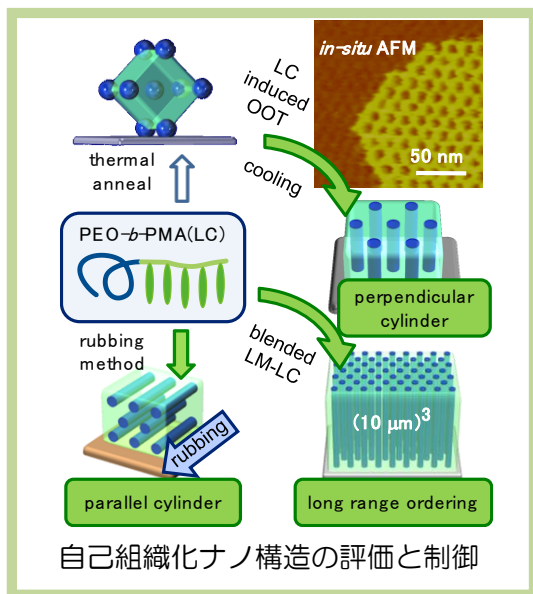 in-situ AFM
50 nm
LC
induced
OOT
cooling
thermal
anneal
PEO-b-PMA(LC)
perpendicular
cylinder
rubbing
method
blended
LM-LC
rubbing
(10 μm)³
parallel cylinder
long range ordering
自己組織化ナノ構造の評価と制御